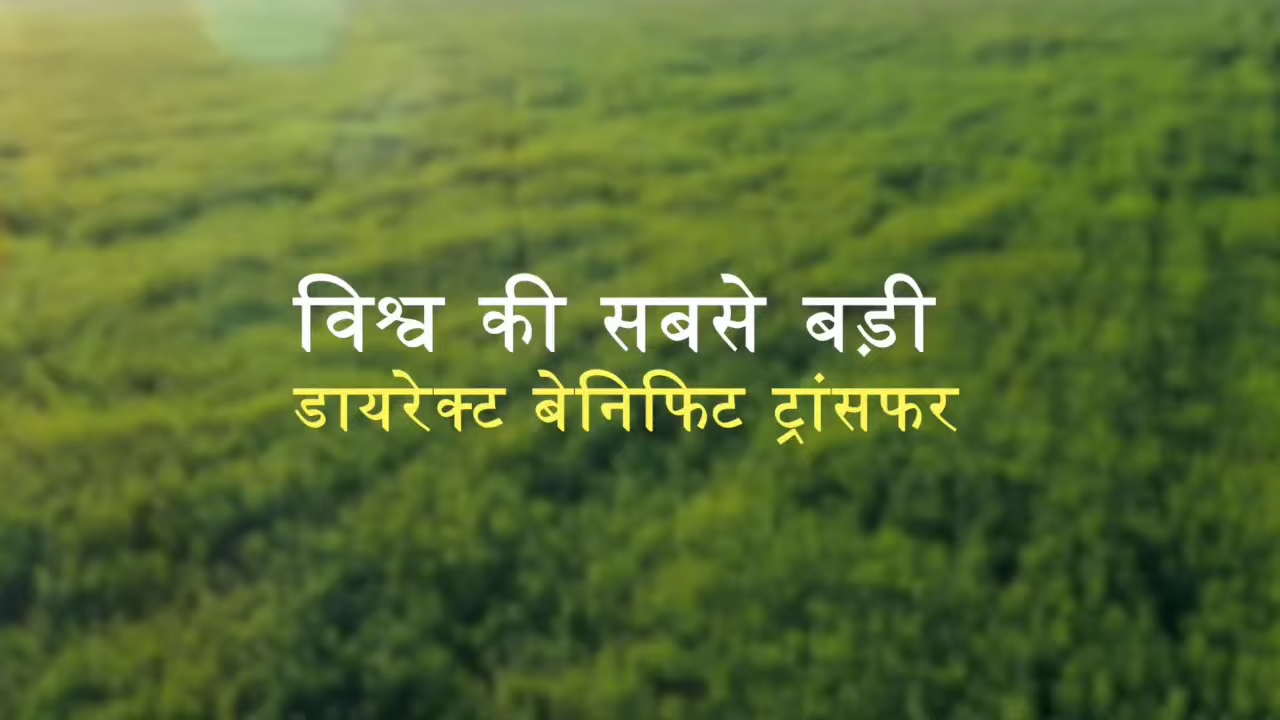 विश्व की सबसे बड़ी
डायरेक्ट बेनिफिट ट्रांसफर